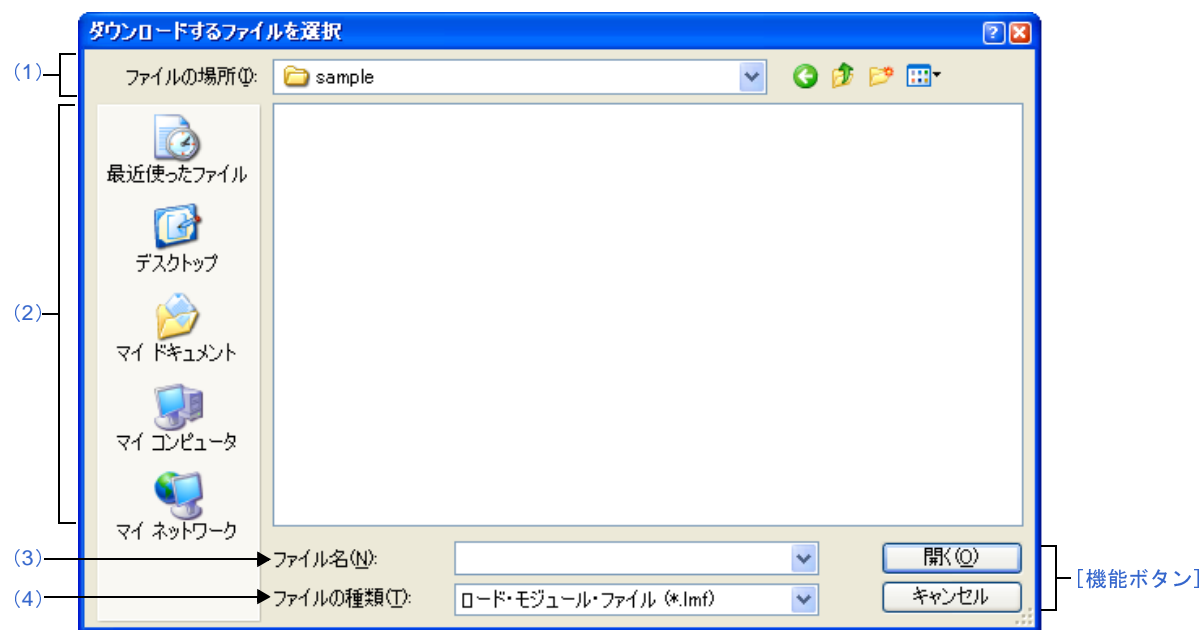 ダウンロードするファイルを選択
(1)
ファイルの場所(I):
sample
(2)
最近使ったファイル
デスクトップ
マイ ドキュメント
マイ コンピュータ
マイ ネットワーク
(3)
ファイル名(N):
開く(O)
[機能ボタン]
(4)
ファイルの種類(T):
ロード・モジュール・ファイル (*.lmf)
キャンセル